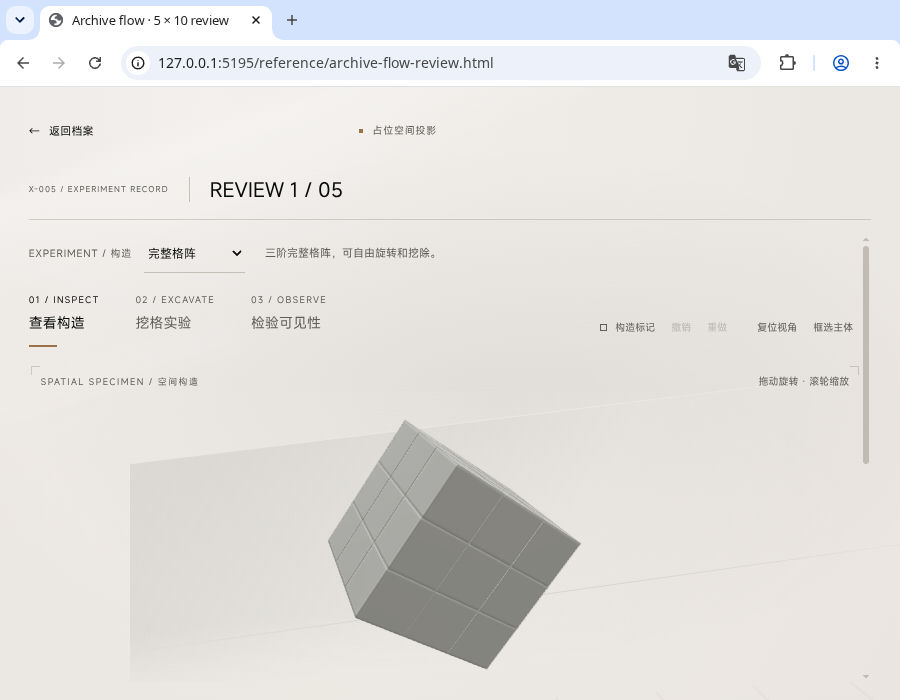 Archive flow · 5 × 10 review
127.0.0.1:5195/reference/archive-flow-review.html
← 返回档案
占位空间投影
X-005 / EXPERIMENT RECORD
REVIEW 1 / 05
EXPERIMENT / 构造
完整格阵
三阶完整格阵，可自由旋转和挖除。
01 / INSPECT
查看构造
02 / EXCAVATE
挖格实验
03 / OBSERVE
检验可见性
构造标记
撤销
重做
复位视角
框选主体
SPATIAL SPECIMEN / 空间构造
拖动旋转 · 滚轮缩放